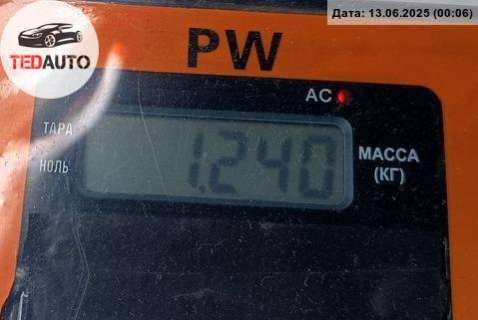 Дата: 13.06.2025 (00:06)
TEDAUTO
PW
AC
ТАРА
НОЛЬ
1.240
МАССА
(КГ)